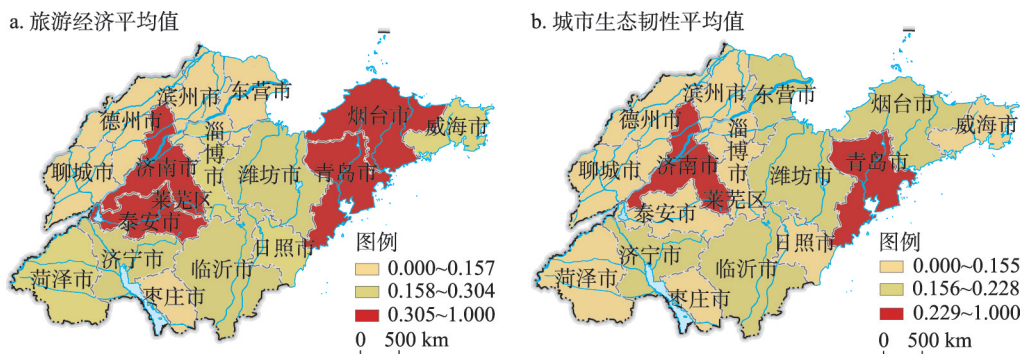 a. 旅游经济平均值
滨州市
东营市
德州市
烟台市
威海市
淄博市
聊城市
济南市
潍坊市
青岛市
莱芜区
泰安市
日照市
济宁市
临沂市
菏泽市
枣庄市
图例
0.000~0.157
0.158~0.304
0.305~1.000
0 500 km
b. 城市生态韧性平均值
滨州市
东营市
德州市
烟台市
威海市
淄博市
聊城市
济南市
潍坊市
青岛市
莱芜区
泰安市
日照市
济宁市
临沂市
菏泽市
枣庄市
图例
0.000~0.155
0.156~0.228
0.229~1.000
0 500 km